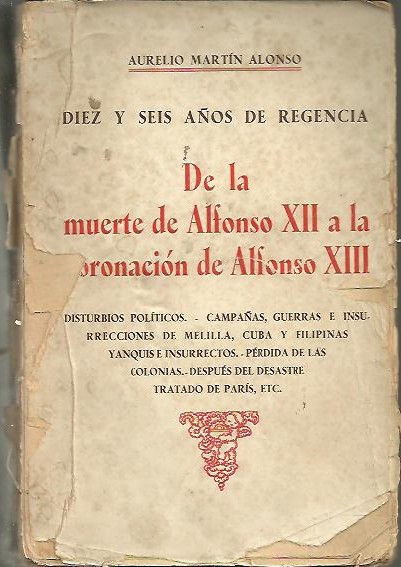 AURELIO MARTÍN ALONSO
DIEZ Y SEIS AÑOS DE REGENCIA
De la
muerte de Alfonso XII a la
oronación de Alfonso XIII
DISTURBIOS POLÍTICOS. - CAMPAÑAS, GUERRAS E INSU-
RRECCIONES DE MELILLA, CUBA Y FILIPINAS
YANQUIS E INSURRECTOS. - PÉRDIDA DE LAS
COLONIAS. - DESPUÉS DEL DESASTRE
TRATADO DE PARÍS, ETC.